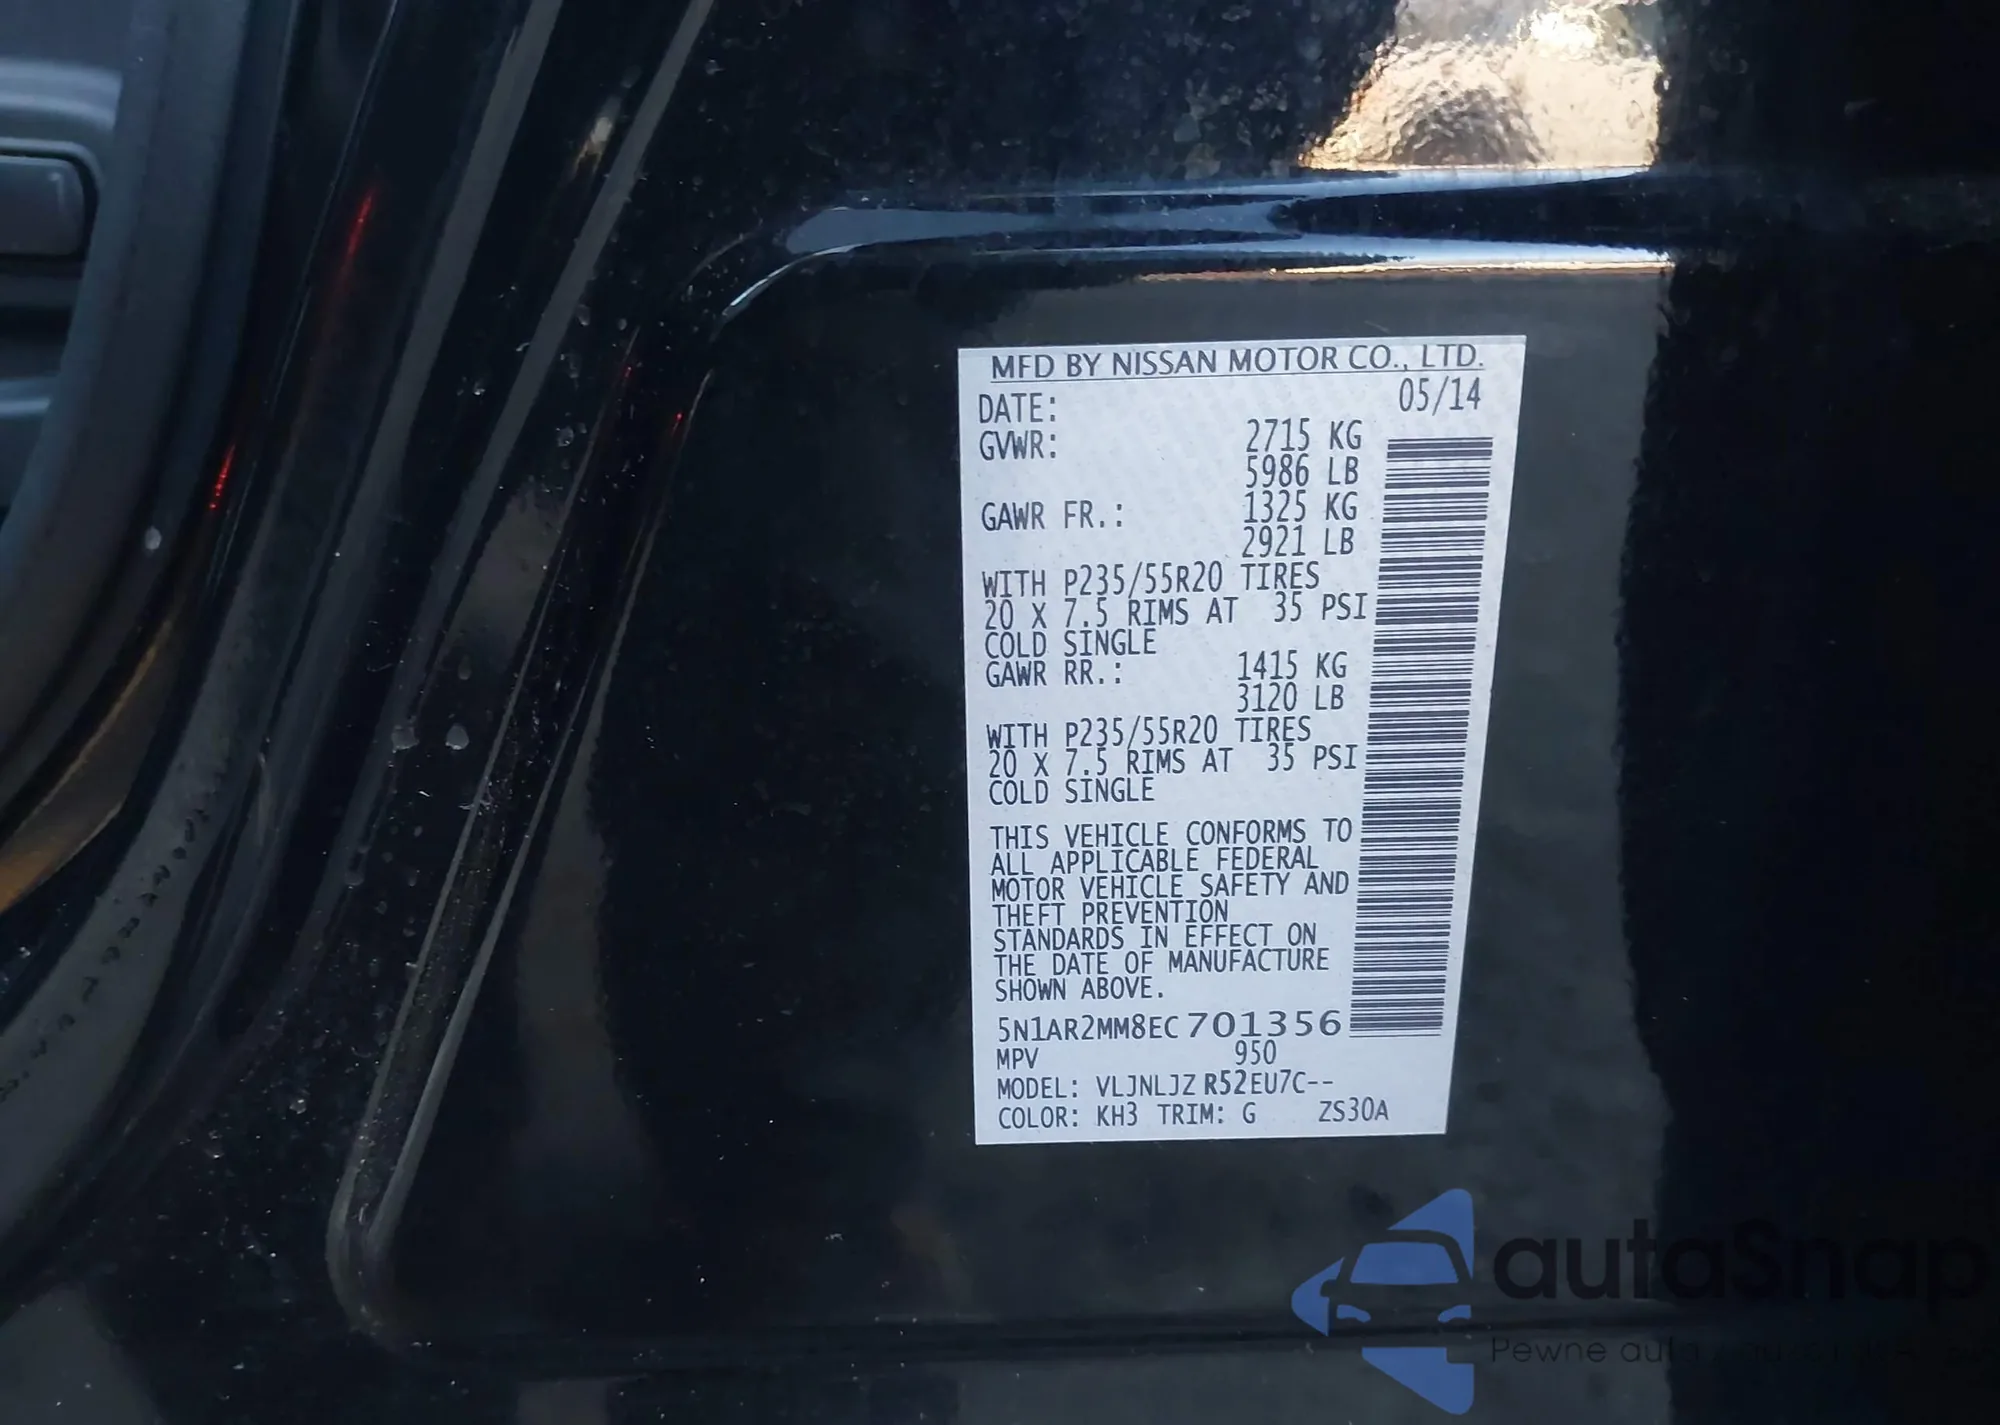 MFD BY NISSAN MOTOR CO., LTD.
DATE: 05/14
GVWR: 2715 KG
5986 LB
GAWR FR.: 1325 KG
2921 LB
WITH P235/55R20 TIRES
20 X 7.5 RIMS AT 35 PSI
COLD SINGLE
GAWR RR.: 1415 KG
3120 LB
WITH P235/55R20 TIRES
20 X 7.5 RIMS AT 35 PSI
COLD SINGLE
THIS VEHICLE CONFORMS TO
ALL APPLICABLE FEDERAL
MOTOR VEHICLE SAFETY AND
THEFT PREVENTION
STANDARDS IN EFFECT ON
THE DATE OF MANUFACTURE
SHOWN ABOVE.
5N1AR2MM8EC701356
MPV 950
MODEL: VLJNLJZ R52EU7C--
COLOR: KH3 TRIM: G ZS30A
autaSnap
Pewne auta